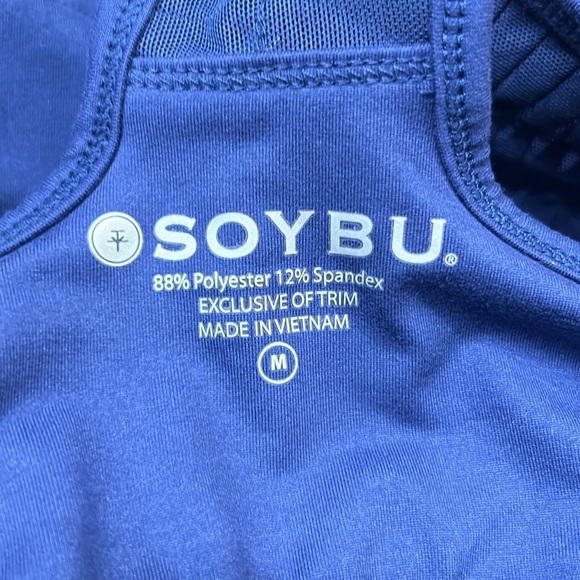 SOYBU®
88% Polyester 12% Spandex
EXCLUSIVE OF TRIM
MADE IN VIETNAM
M